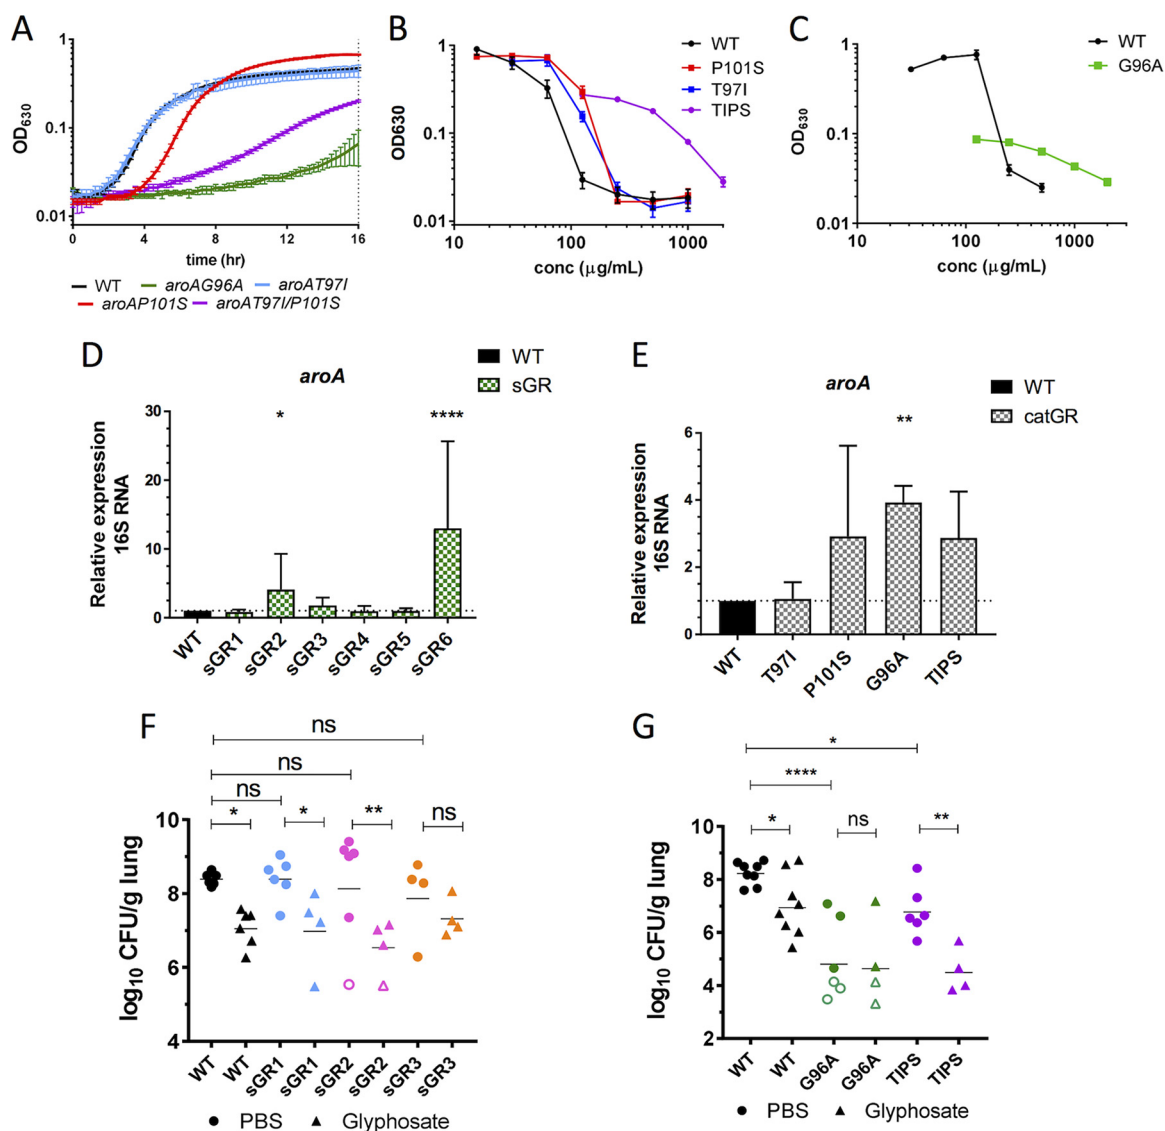 A
OD630
1
0.1
0.01
0
4
8
12
16
time (hr)
WT
aroAG96A
aroAT97I
aroAP101S
aroAT97I/P101S
B
WT
P101S
T97I
TIPS
OD630
1
0.1
0.01
10
100
1000
conc (µg/mL)
C
WT
G96A
OD630
1
0.1
0.01
10
100
1000
conc (µg/mL)
D
aroA
WT
sGR
Relative expression
16S RNA
30
20
10
5
0
*
****
WT
sGR1
sGR2
sGR3
sGR4
sGR5
sGR6
E
aroA
WT
catGR
Relative expression
16S RNA
6
4
2
0
**
WT
T97I
P101S
G96A
TIPS
F
ns
ns
ns
*
*
**
ns
log10 CFU/g lung
10
8
6
4
WT
WT
sGR1
sGR1
sGR2
sGR2
sGR3
sGR3
PBS
Glyphosate
G
*
****
*
ns
**
log10 CFU/g lung
10
8
6
4
2
WT
WT
G96A
G96A
TIPS
TIPS
PBS
Glyphosate